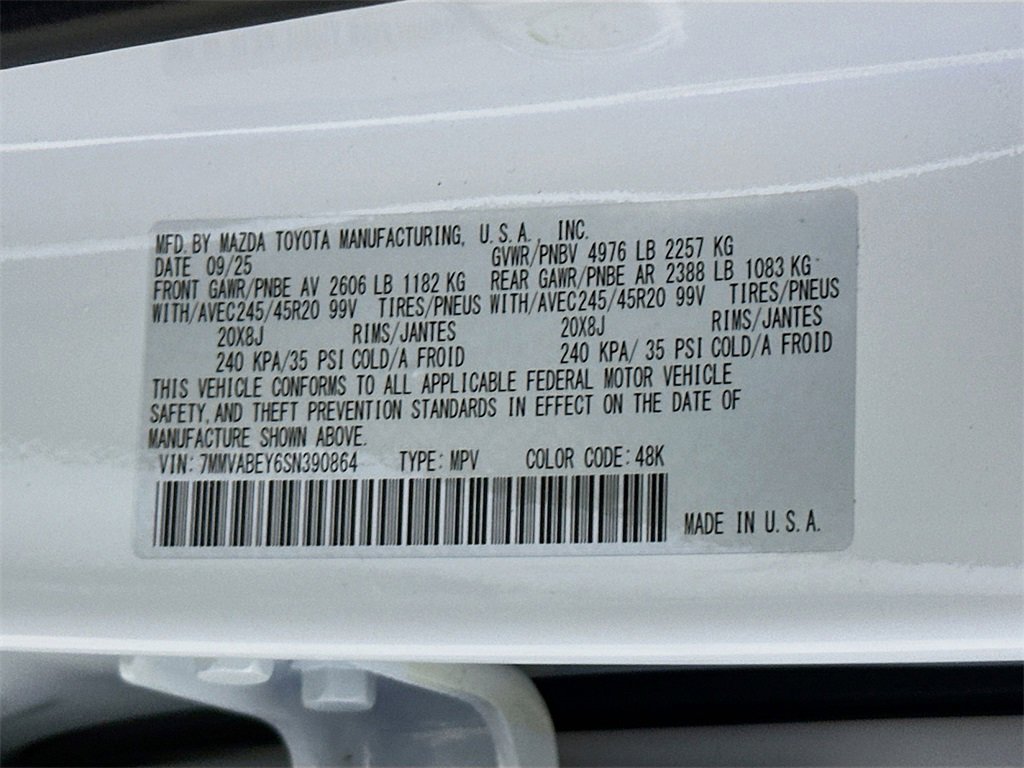 MFD. BY MAZDA TOYOTA MANUFACTURING, U.S.A., INC.
DATE 09/25 GVWR/PNBV 4976 LB 2257 KG
FRONT GAWR/PNBE AV 2606 LB 1182 KG REAR GAWR/PNBE AR 2388 LB 1083 KG
WITH/AVEC245/45R20 99V TIRES/PNEUS WITH/AVEC245/45R20 99V TIRES/PNEUS
20X8J RIMS/JANTES 20X8J RIMS/JANTES
240 KPA/35 PSI COLD/A FROID 240 KPA/ 35 PSI COLD/A FROID
THIS VEHICLE CONFORMS TO ALL APPLICABLE FEDERAL MOTOR VEHICLE
SAFETY, AND THEFT PREVENTION STANDARDS IN EFFECT ON THE DATE OF
MANUFACTURE SHOWN ABOVE.
VIN: 7MMVABEY6SN390864 TYPE: MPV COLOR CODE: 48K
MADE IN U.S.A.